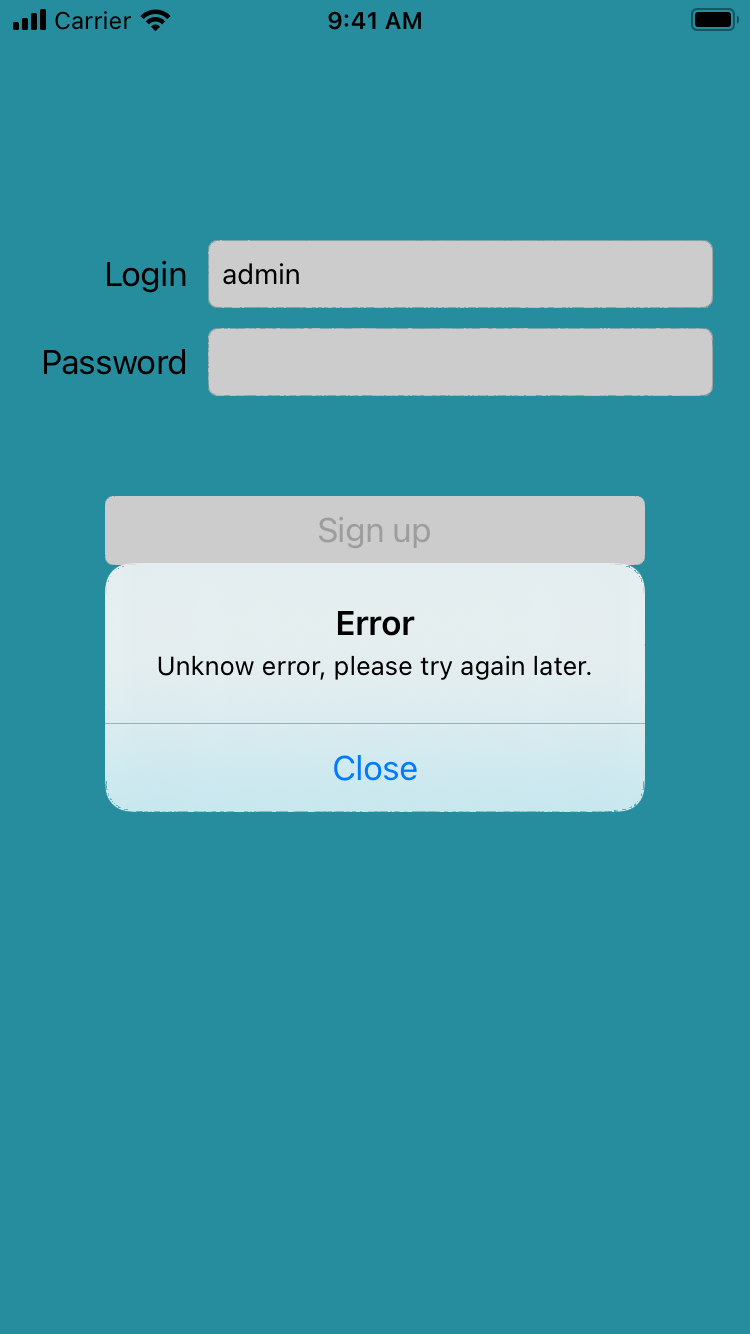 Carrier 9:41 AM
Login admin
Password
Sign up
Error
Unknow error, please try again later.
Close